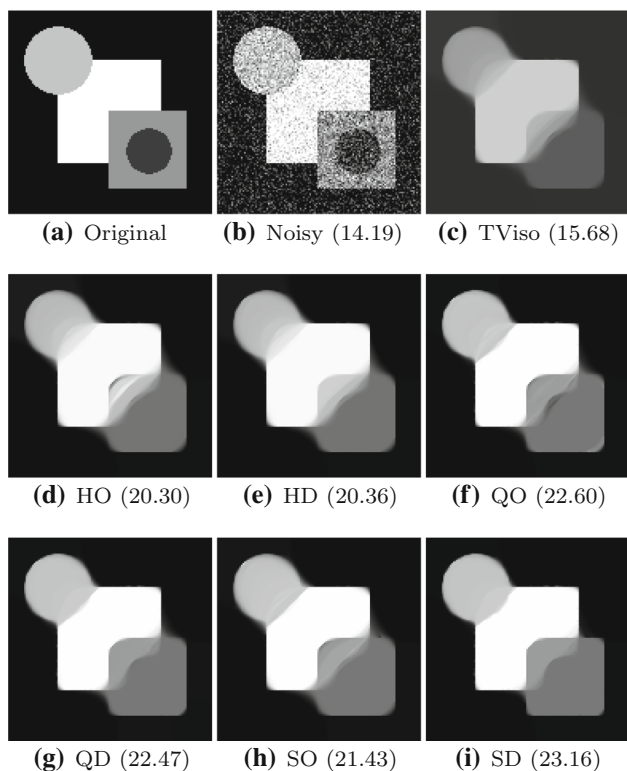 (a) Original
(b) Noisy (14.19)
(c) TViso (15.68)
(d) HO (20.30)
(e) HD (20.36)
(f) QO (22.60)
(g) QD (22.47)
(h) SO (21.43)
(i) SD (23.16)